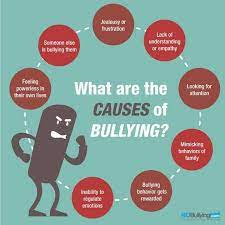 Jealousy or
frustration
Lack of
understanding
or empathy
Looking for
attention
Mimicking
behaviors of
family
Bullying
behavior gets
rewarded
Inability to
regulate
emotions
Feeling
powerless in
their own lives
Someone else
is bullying them
What are the
CAUSES of
BULLYING?
NOBullying